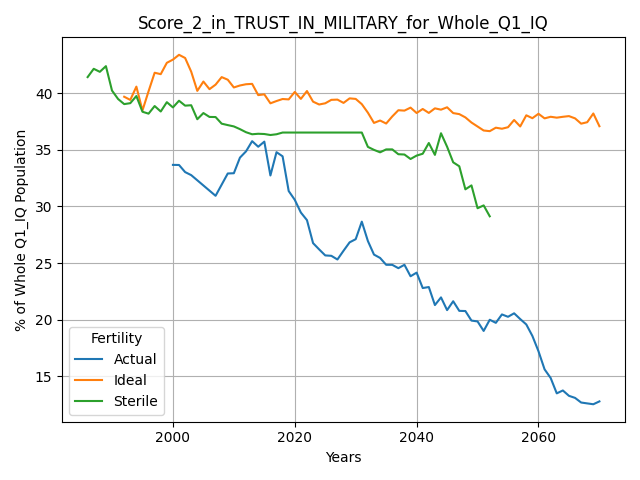 Score_2_in_TRUST_IN_MILITARY_for_Whole_Q1_IQ
% of Whole Q1_IQ Population
40
35
30
25
20
15
Fertility
Actual
Ideal
Sterile
2000 2020 2040 2060
Years